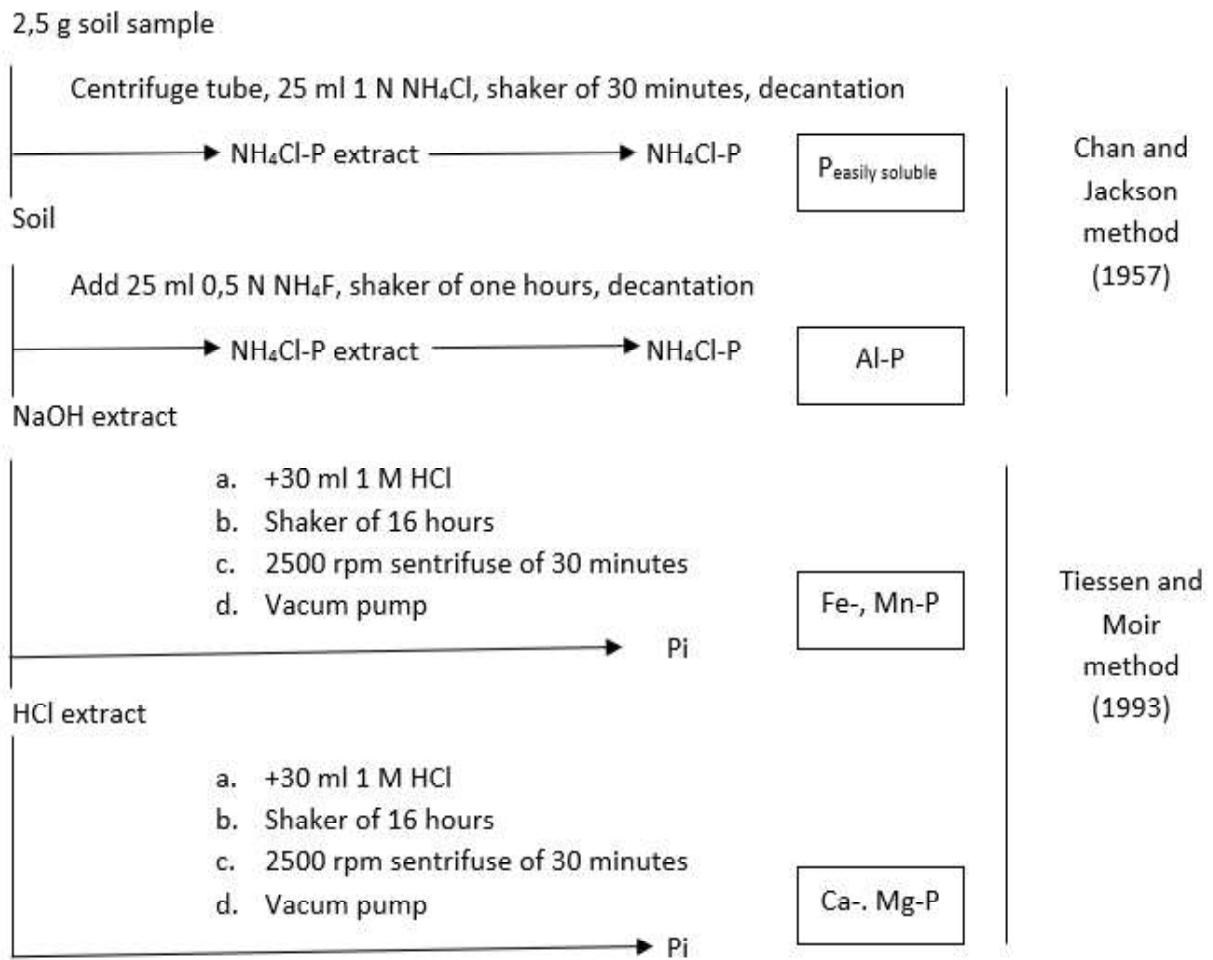 2,5 g soil sample
Centrifuge tube, 25 ml 1 N NH₄Cl, shaker of 30 minutes, decantation
NH₄Cl-P extract
NH₄Cl-P
P easily soluble
Soil
Add 25 ml 0,5 N NH₄F, shaker of one hours, decantation
NH₄Cl-P extract
NH₄Cl-P
Al-P
Chan and
Jackson
method
(1957)
NaOH extract
a. +30 ml 1 M HCl
b. Shaker of 16 hours
c. 2500 rpm sentrifuse of 30 minutes
d. Vacum pump
Pi
Fe-, Mn-P
HCl extract
a. +30 ml 1 M HCl
b. Shaker of 16 hours
c. 2500 rpm sentrifuse of 30 minutes
d. Vacum pump
Pi
Ca-. Mg-P
Tiessen and
Moir
method
(1993)